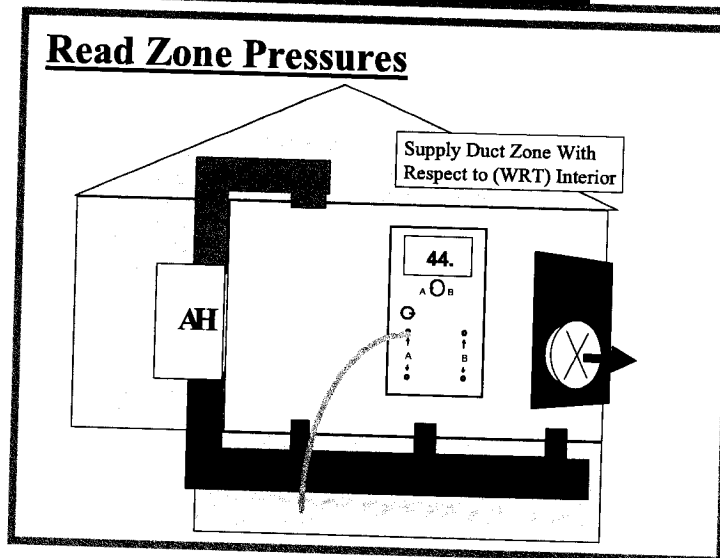 Read Zone Pressures
Supply Duct Zone With
Respect to (WRT) Interior
44.
A B
AH
A B